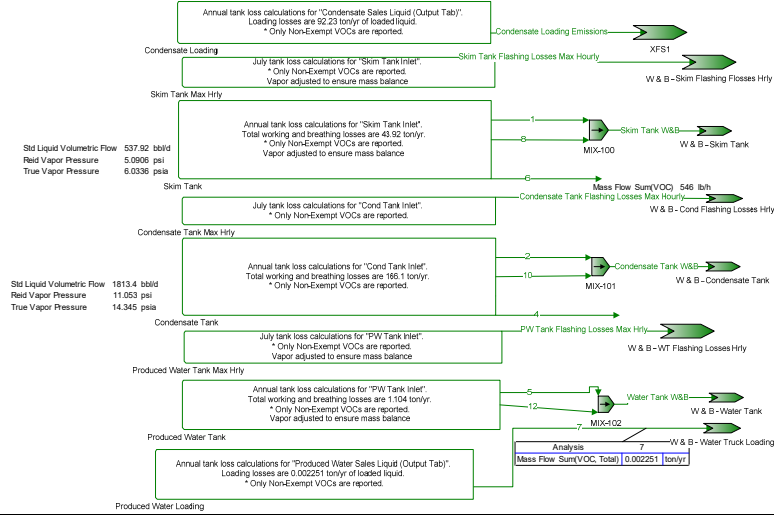 Annual tank loss calculations for "Condensate Sales Liquid (Output Tab)".
Loading losses are 92.23 ton/yr of loaded liquid.
* Only Non-Exempt VOCs are reported.
Condensate Loading Emissions
XFS1
Condensate Loading
July tank loss calculations for "Skim Tank Inlet".
* Only Non-Exempt VOCs are reported.
Vapor adjusted to ensure mass balance
Skim Tank Flashing Losses Max Hourly
W & B - Skim Flashing Flosses Hrly
Skim Tank Max Hrly
Annual tank loss calculations for "Skim Tank Inlet".
Total working and breathing losses are 43.92 ton/yr.
* Only Non-Exempt VOCs are reported.
Vapor adjusted to ensure mass balance
1
8
6
MIX-100
Skim Tank W&B
W & B - Skim Tank
Std Liquid Volumetric Flow 537.92 bbl/d
Reid Vapor Pressure 5.0906 psi
True Vapor Pressure 6.0336 psia
Skim Tank
Mass Flow Sum(VOC) 546 lb/h
July tank loss calculations for "Cond Tank Inlet".
* Only Non-Exempt VOCs are reported.
Condensate Tank Flashing Losses Max Hourly
W & B - Cond Flashing Losses Hrly
Condensate Tank Max Hrly
Annual tank loss calculations for "Cond Tank Inlet".
Total working and breathing losses are 166.1 ton/yr.
* Only Non-Exempt VOCs are reported.
2
10
4
MIX-101
Condensate Tank W&B
W & B - Condensate Tank
Std Liquid Volumetric Flow 1813.4 bbl/d
Reid Vapor Pressure 11.053 psi
True Vapor Pressure 14.345 psia
Condensate Tank
July tank loss calculations for "PW Tank Inlet".
* Only Non-Exempt VOCs are reported.
Vapor adjusted to ensure mass balance
PW Tank Flashing Losses Max Hrly
W & B - WT Flashing Losses Hrly
Produced Water Tank Max Hrly
Annual tank loss calculations for "PW Tank Inlet".
Total working and breathing losses are 1.104 ton/yr.
* Only Non-Exempt VOCs are reported.
Vapor adjusted to ensure mass balance
5
12
MIX-102
Water Tank W&B
W & B - Water Tank
Produced Water Tank
7
W & B - Water Truck Loading
Analysis 7
Mass Flow Sum(VOC, Total) 0.002251 ton/yr
Annual tank loss calculations for "Produced Water Sales Liquid (Output Tab)".
Loading losses are 0.002251 ton/yr of loaded liquid.
* Only Non-Exempt VOCs are reported.
Produced Water Loading